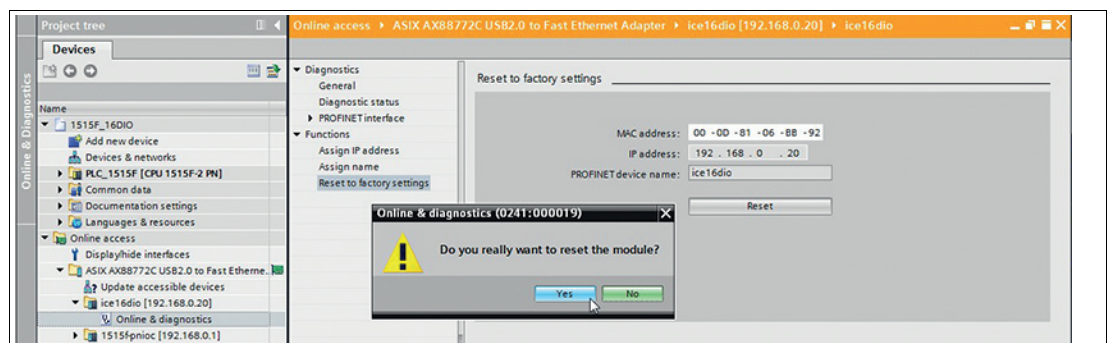 Project tree
Online access ▸ ASIX AX88772C USB2.0 to Fast Ethernet Adapter ▸ ice16dio [192.168.0.20] ▸ ice16dio
Devices
Online & Diagnostics
Name
1515F_16DIO
Add new device
Devices & networks
PLC_1515F [CPU 1515F-2 PN]
Common data
Documentation settings
Languages & resources
Online access
Display/hide interfaces
ASIX AX88772C USB2.0 to Fast Etherne..
Update accessible devices
ice16dio [192.168.0.20]
Online & diagnostics
1515f-pnioc [192.168.0.1]
Diagnostics
General
Diagnostic status
PROFINET interface
Functions
Assign IP address
Assign name
Reset to factory settings
Reset to factory settings
MAC address: 00 -0D -81 -06 -BB -92
IP address: 192 . 168 . 0 . 20
PROFINET device name: ice16dio
Reset
Online & diagnostics (0241:000019)
Do you really want to reset the module?
Yes No